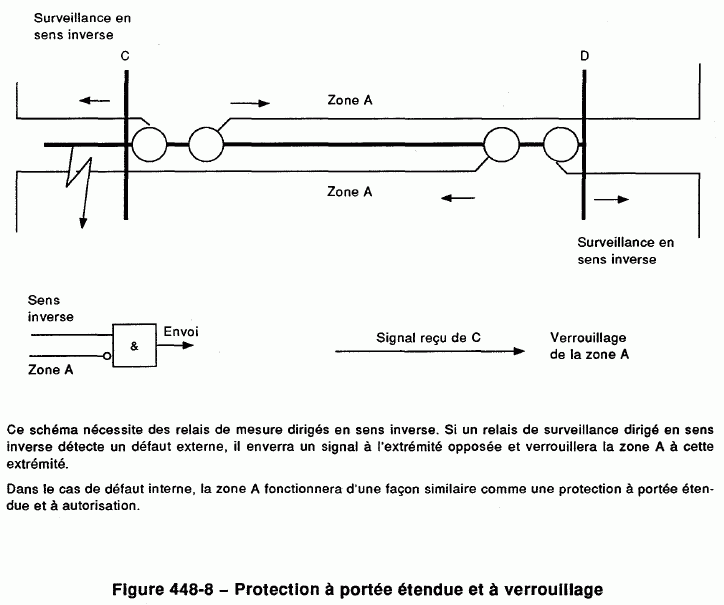 Surveillance en
sens inverse
C
D
Zone A
Zone A
Surveillance en
sens inverse
Sens
inverse
Envoi
&
Zone A
Signal reçu de C
Verrouillage
de la zone A
Ce schéma nécessite des relais de mesure dirigés en sens inverse. Si un relais de surveillance dirigé en sens
inverse détecte un défaut externe, il enverra un signal à l'extrémité opposée et verrouillera la zone A à cette
extrémité.
Dans le cas de défaut interne, la zone A fonctionnera d'une façon similaire comme une protection à portée éten-
due et à autorisation.
Figure 448-8 – Protection à portée étendue et à verrouillage